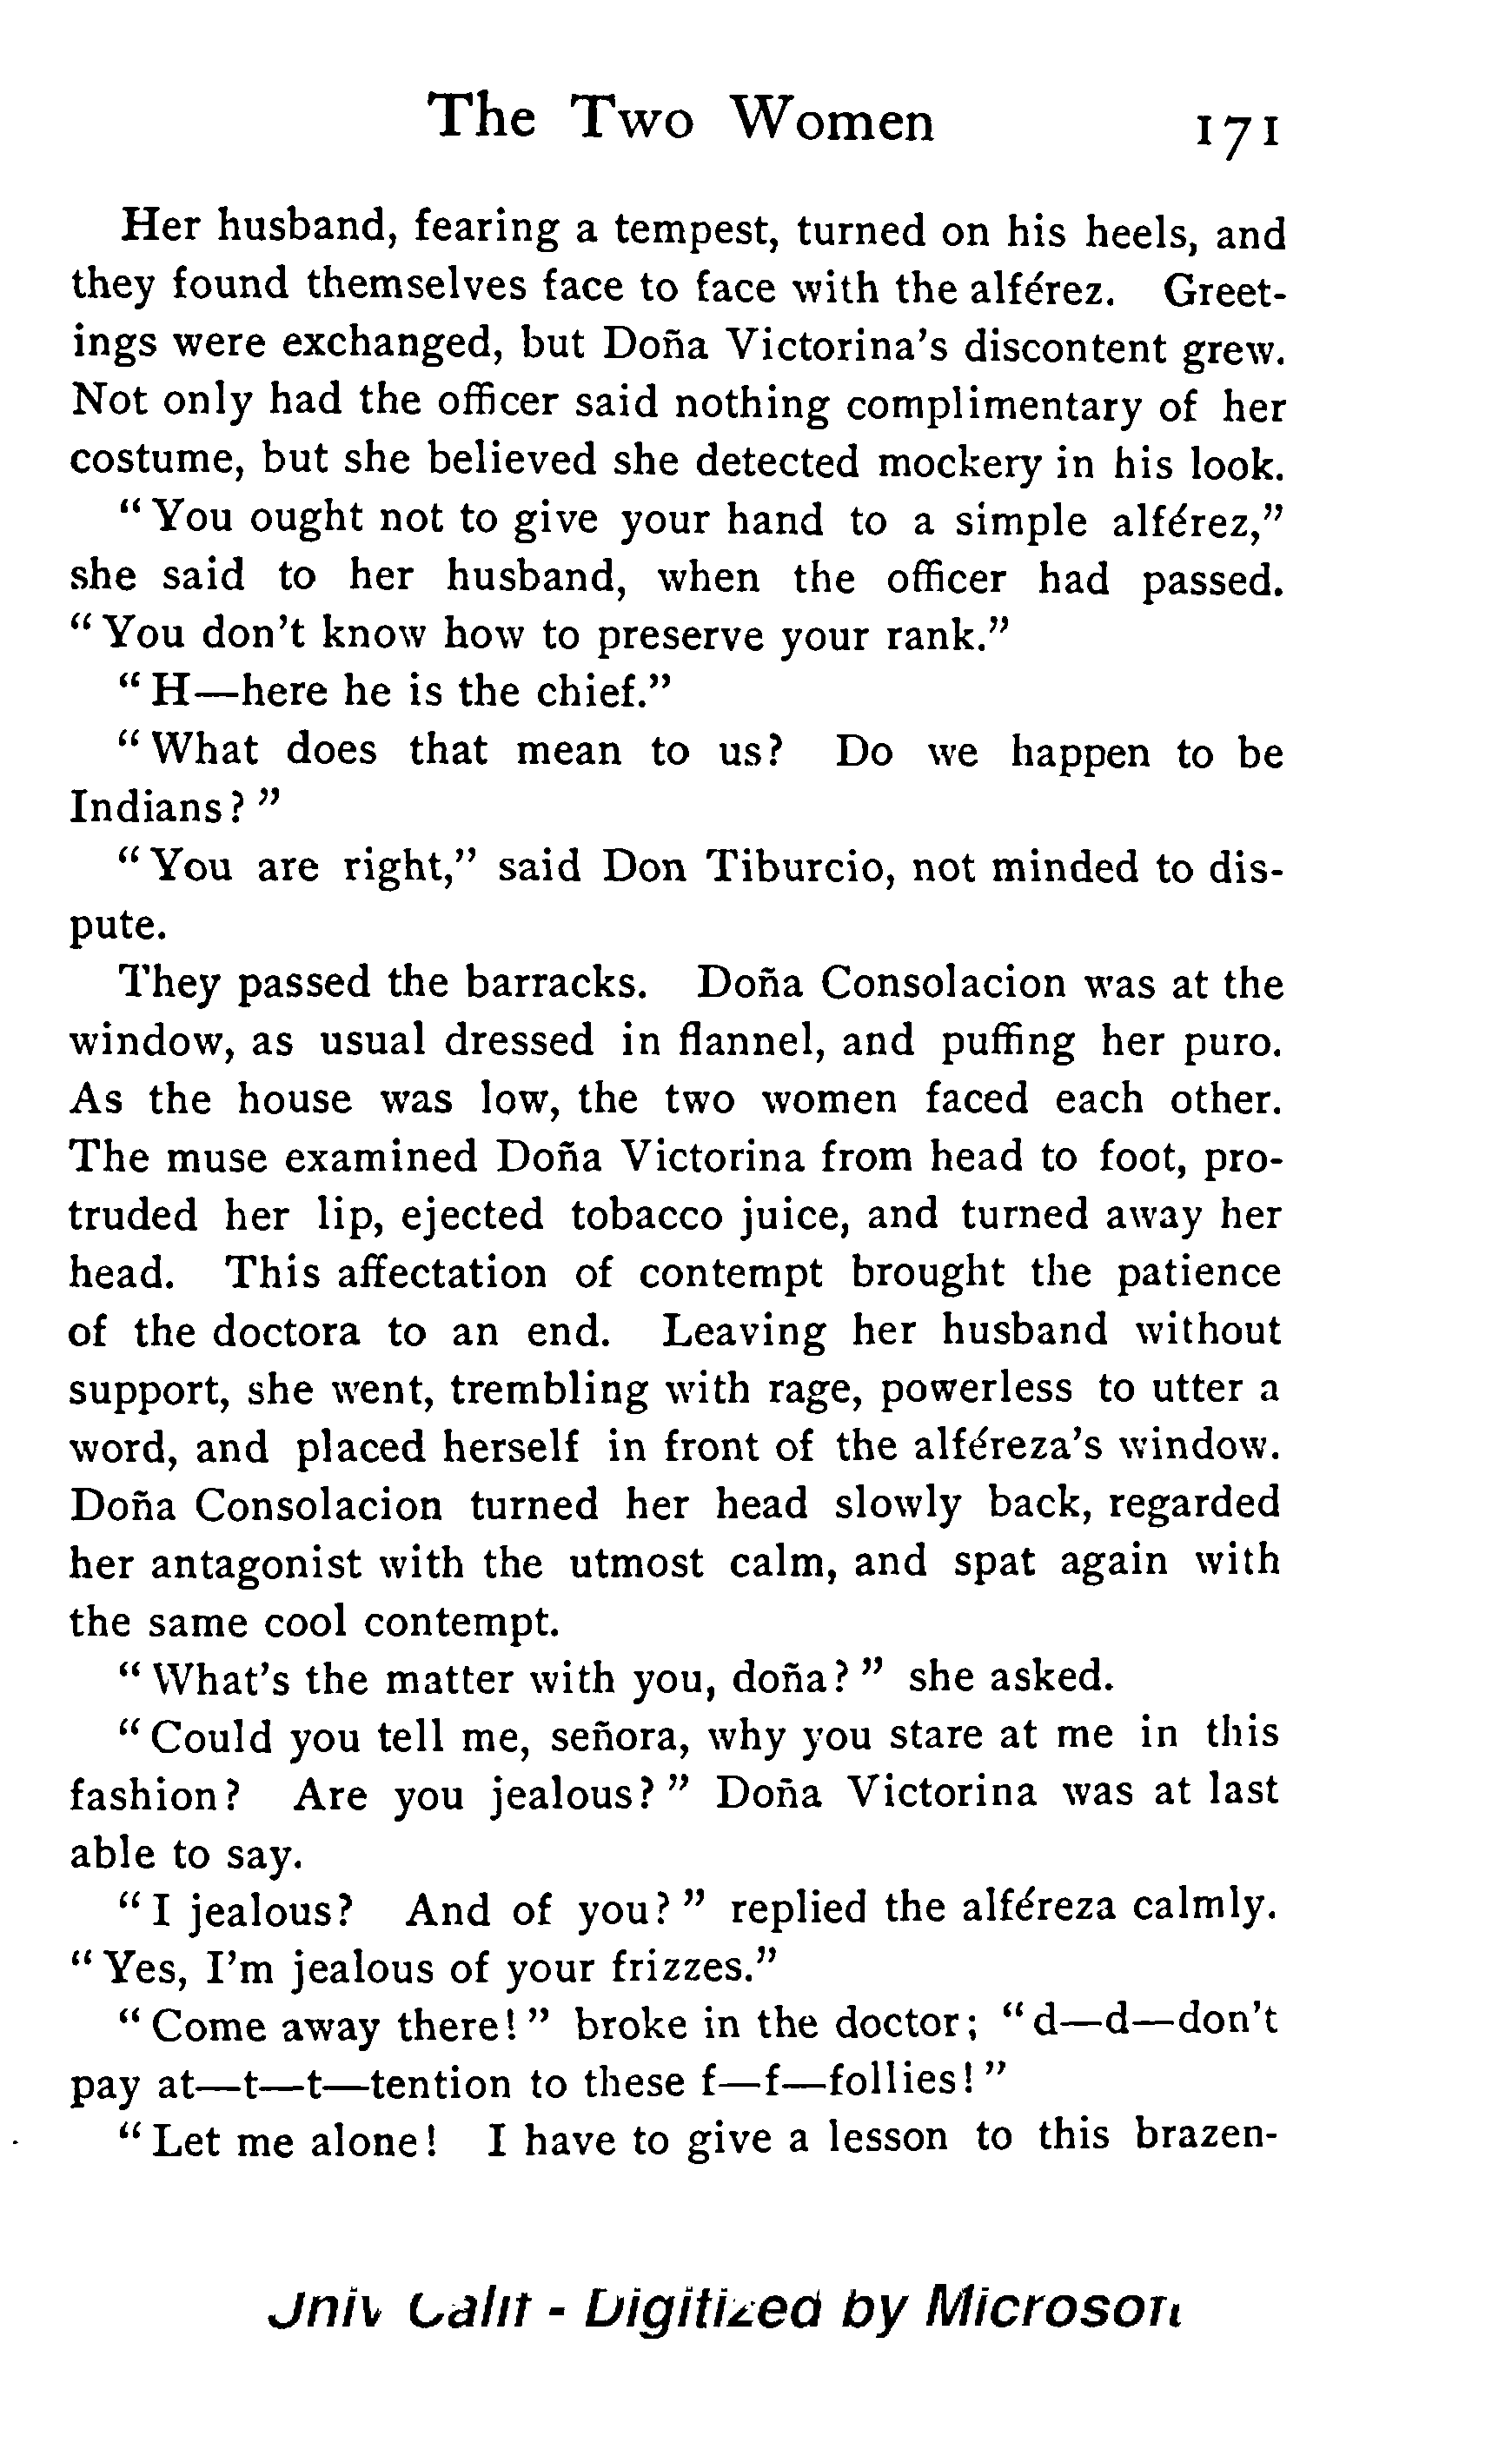 The Two Women 171
Her husband, fearing a tempest, turned on his heels, and
they found themselves face to face with the alférez. Greet-
ings were exchanged, but Doña Victorina's discontent grew.
Not only had the officer said nothing complimentary of her
costume, but she believed she detected mockery in his look.
"You ought not to give your hand to a simple alférez,"
she said to her husband, when the officer had passed.
"You don't know how to preserve your rank."
"H—here he is the chief."
"What does that mean to us? Do we happen to be
Indians?"
"You are right," said Don Tiburcio, not minded to dis-
pute.
They passed the barracks. Doña Consolacion was at the
window, as usual dressed in flannel, and puffing her puro.
As the house was low, the two women faced each other.
The muse examined Doña Victorina from head to foot, pro-
truded her lip, ejected tobacco juice, and turned away her
head. This affectation of contempt brought the patience
of the doctora to an end. Leaving her husband without
support, she went, trembling with rage, powerless to utter a
word, and placed herself in front of the alféreza's window.
Doña Consolacion turned her head slowly back, regarded
her antagonist with the utmost calm, and spat again with
the same cool contempt.
"What's the matter with you, doña?" she asked.
"Could you tell me, señora, why you stare at me in this
fashion? Are you jealous?" Doña Victorina was at last
able to say.
"I jealous? And of you?" replied the alféreza calmly.
"Yes, I'm jealous of your frizzes."
"Come away there!" broke in the doctor; "d—d—don't
pay at—t—t—tention to these f—f—follies!"
"Let me alone! I have to give a lesson to this brazen-
Univ Calif - Digitized by Microsoft